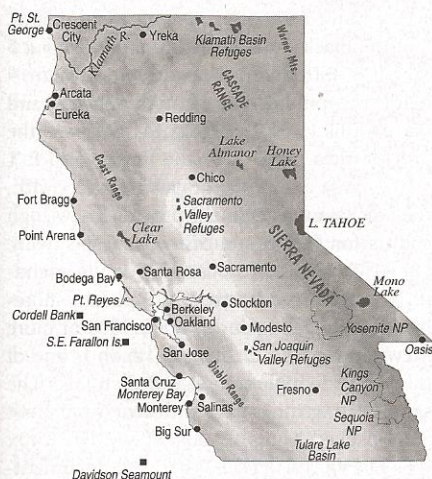 Pt. St.
George
Crescent
City
Klamath R.
Yreka
Klamath Basin
Refuges
Warner Mts.
CASCADE
RANGE
Arcata
Eureka
Redding
Lake
Almanor
Honey
Lake
Coast Range
Chico
Fort Bragg
Sacramento
Valley
Refuges
L. TAHOE
Point Arena
Clear
Lake
SIERRA NEVADA
Bodega Bay
Santa Rosa
Sacramento
Mono
Lake
Pt. Reyes
Cordell Bank
Berkeley
Stockton
San Francisco
Oakland
Modesto
Yosemite NP
S.E. Farallon Is.
San Jose
San Joaquin
Valley Refuges
Oasis
Santa Cruz
Diablo Range
Kings
Canyon
NP
Monterey Bay
Fresno
Monterey
Salinas
Sequoia
NP
Big Sur
Tulare Lake
Basin
Davidson Seamount